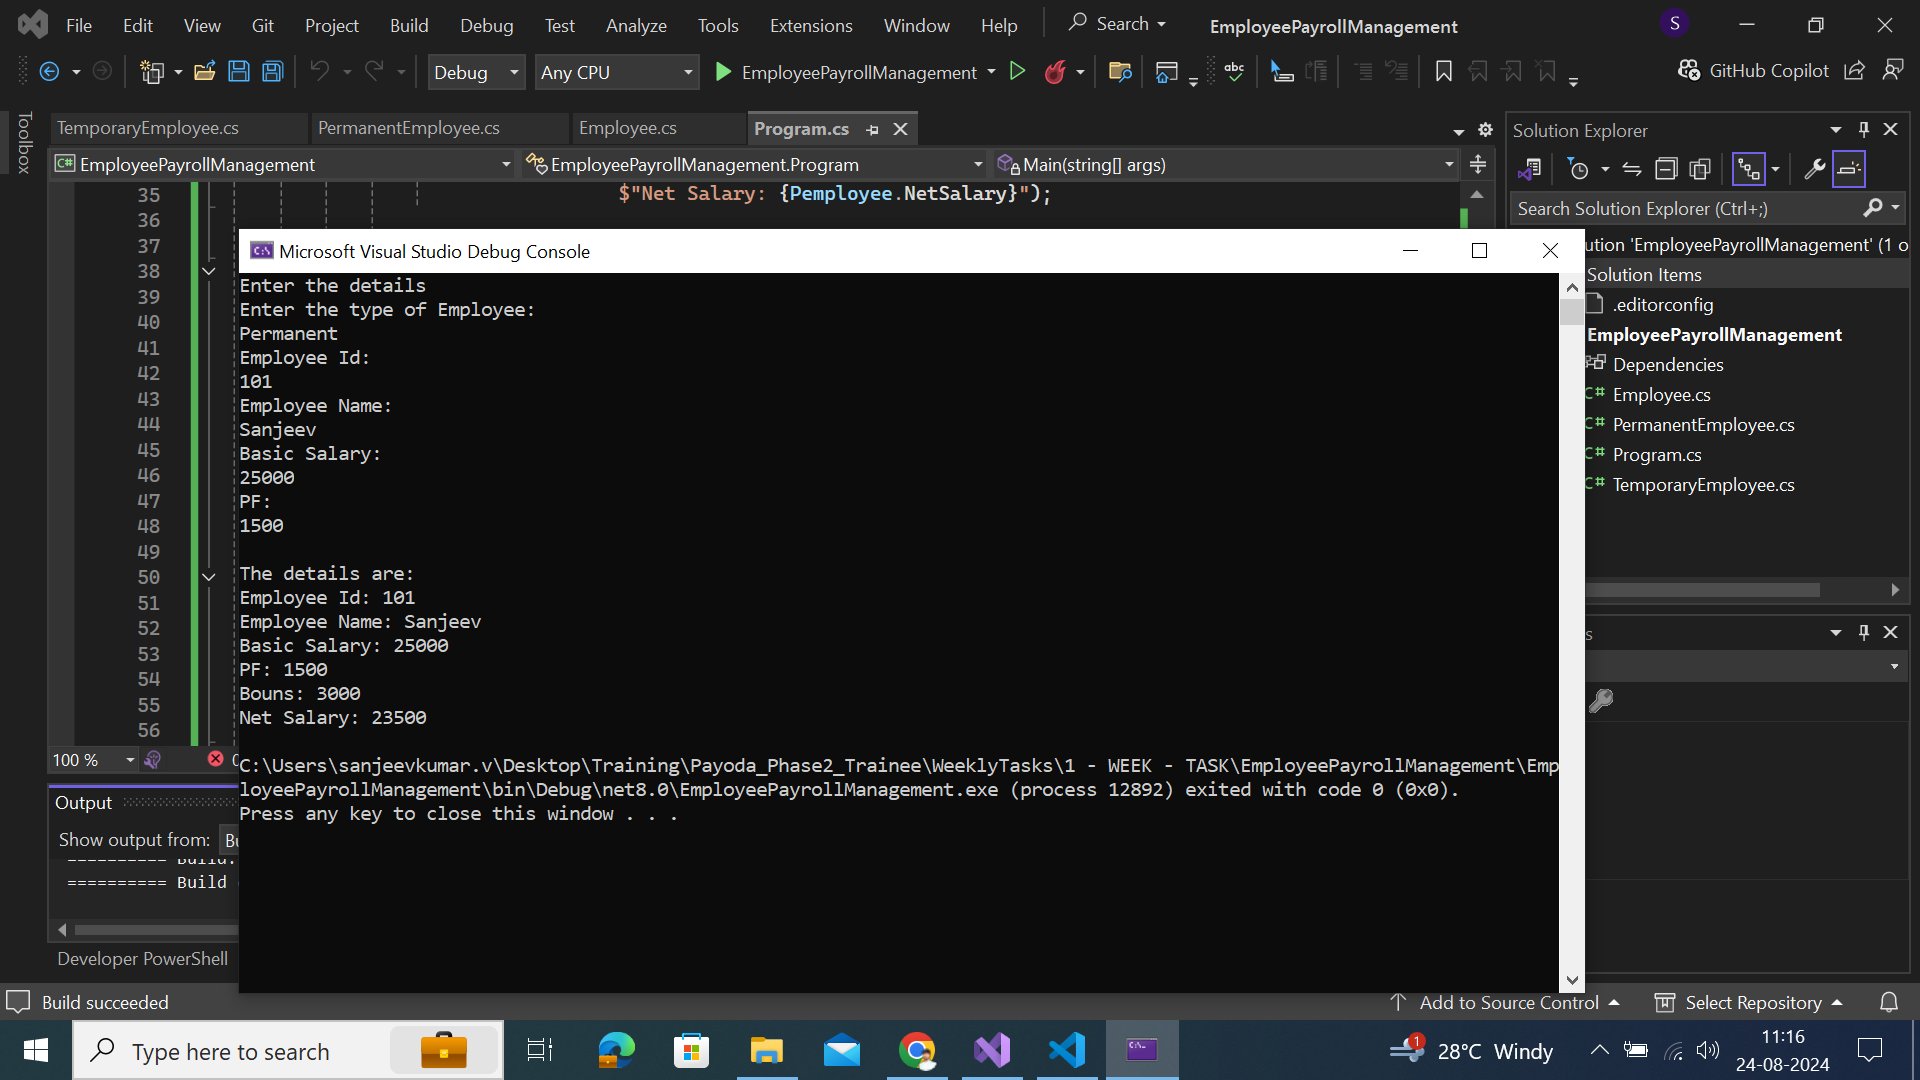 File Edit View Git Project Build Debug Test Analyze Tools Extensions Window Help Search EmployeePayrollManagement S
Debug Any CPU EmployeePayrollManagement abc GitHub Copilot
Toolbox
TemporaryEmployee.cs PermanentEmployee.cs Employee.cs Program.cs
C# EmployeePayrollManagement EmployeePayrollManagement.Program Main(string[] args)
35 $"Net Salary: {Pemployee.NetSalary}");
36
37
38
39
40
41
42
43
44
45
46
47
48
49
50
51
52
53
54
55
56
100 %
Microsoft Visual Studio Debug Console
Enter the details
Enter the type of Employee:
Permanent
Employee Id:
101
Employee Name:
Sanjeev
Basic Salary:
25000
PF:
1500
The details are:
Employee Id: 101
Employee Name: Sanjeev
Basic Salary: 25000
PF: 1500
Bouns: 3000
Net Salary: 23500
C:\Users\sanjeevkumar.v\Desktop\Training\Payoda_Phase2_Trainee\WeeklyTasks\1 - WEEK - TASK\EmployeePayrollManagement\Emp
loyeePayrollManagement\bin\Debug\net8.0\EmployeePayrollManagement.exe (process 12892) exited with code 0 (0x0).
Press any key to close this window . . .
Solution Explorer
Search Solution Explorer (Ctrl+;)
ution 'EmployeePayrollManagement' (1 o
Solution Items
.editorconfig
EmployeePayrollManagement
Dependencies
C# Employee.cs
C# PermanentEmployee.cs
C# Program.cs
C# TemporaryEmployee.cs
s
Output
Show output from: Bu
========== Build:
========== Build
Developer PowerShell
Build succeeded Add to Source Control Select Repository
Type here to search 1 28°C Windy 11:16
24-08-2024